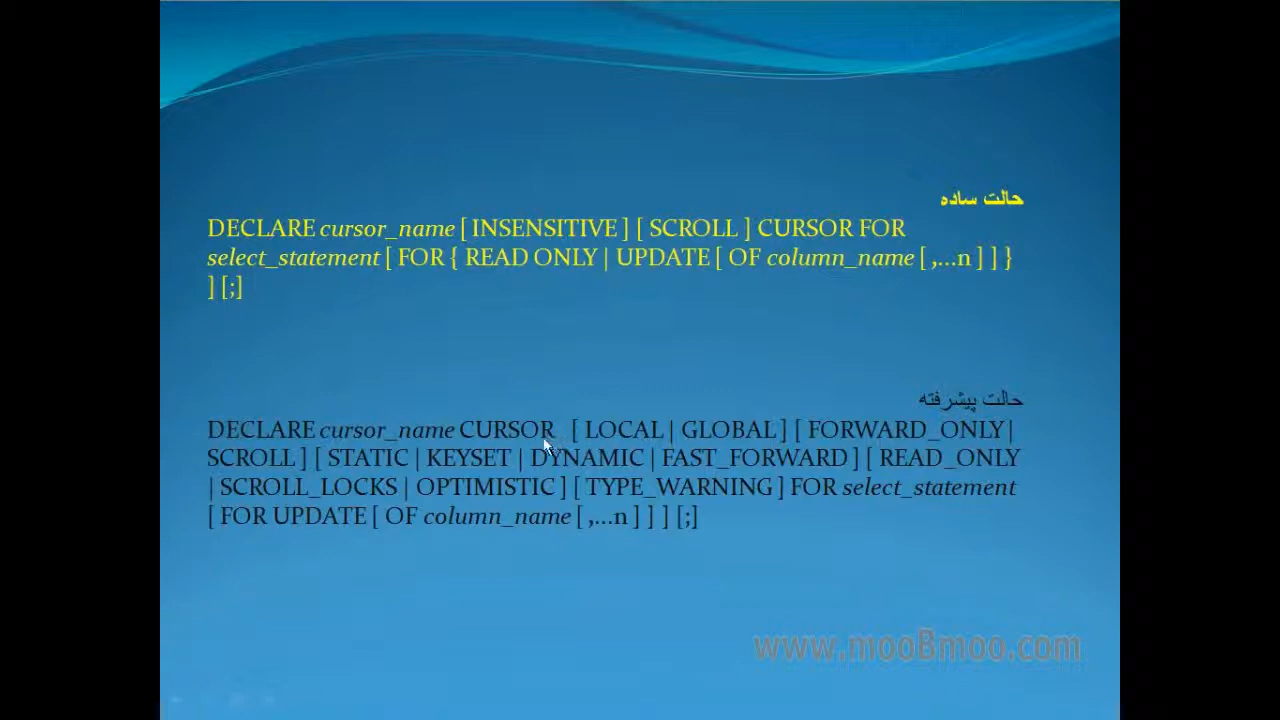 حالت ساده
DECLARE cursor_name [ INSENSITIVE ] [ SCROLL ] CURSOR FOR
select_statement [ FOR { READ ONLY | UPDATE [ OF column_name [ ,...n ] ] }
] [;]
حالت پیشرفته
DECLARE cursor_name CURSOR [ LOCAL | GLOBAL ] [ FORWARD_ONLY |
SCROLL ] [ STATIC | KEYSET | DYNAMIC | FAST_FORWARD ] [ READ_ONLY
| SCROLL_LOCKS | OPTIMISTIC ] [ TYPE_WARNING ] FOR select_statement
[ FOR UPDATE [ OF column_name [ ,...n ] ] ] [;]
www.mooBmoo.com